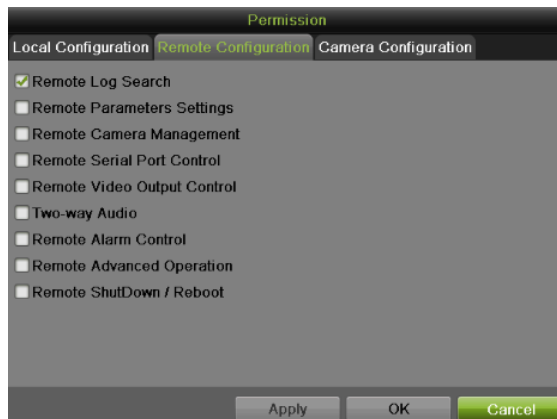 Permission
Local Configuration Remote Configuration Camera Configuration
Remote Log Search
Remote Parameters Settings
Remote Camera Management
Remote Serial Port Control
Remote Video Output Control
Two-way Audio
Remote Alarm Control
Remote Advanced Operation
Remote ShutDown / Reboot
Apply OK Cancel